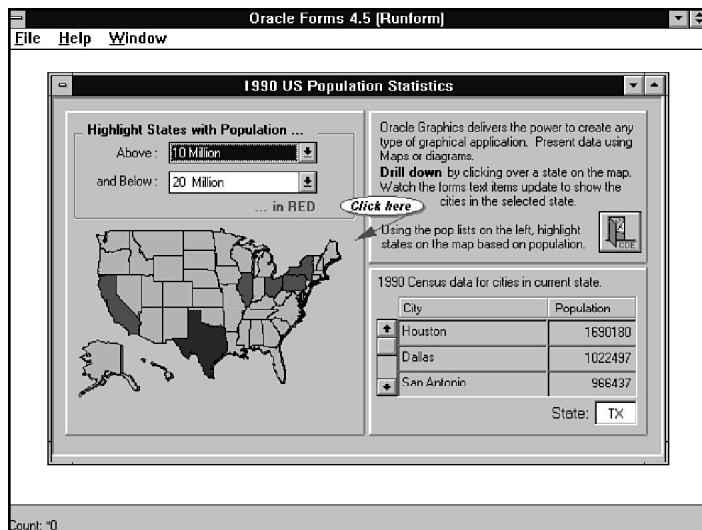 Oracle Forms 4.5 (Runform)
File Help Window
1990 US Population Statistics
Highlight States with Population ...
Above: 10 Million
and Below: 20 Million
... in RED
Click here
Oracle Graphics delivers the power to create any
type of graphical application. Present data using
Maps or diagrams.
Drill down by clicking over a state on the map.
Watch the forms text items update to show the
cities in the selected state.
Using the pop lists on the left, highlight
states on the map based on population.
CDE
1990 Census data for cities in current state.
City Population
Houston 1690180
Dallas 1022497
San Antonio 966437
State: TX
Count: *0